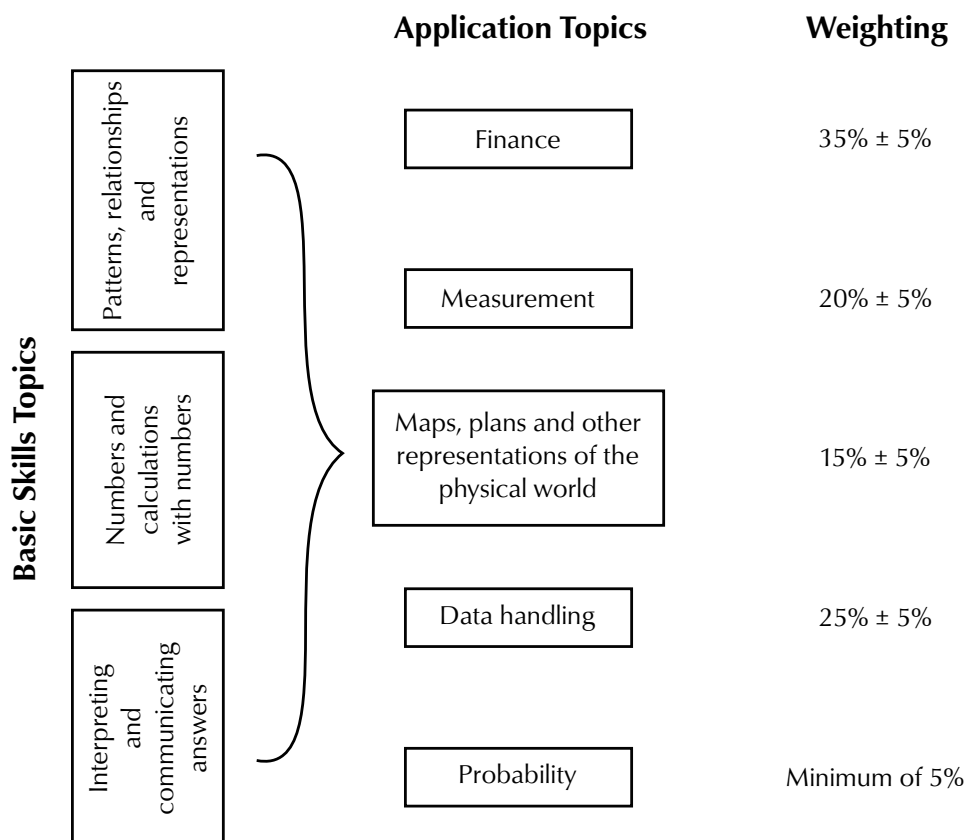 Application Topics
Weighting
Basic Skills Topics
Patterns, relationships
and
representations
Numbers and
calculations
with numbers
Interpreting
and
communicating
answers
Finance
35% ± 5%
Measurement
20% ± 5%
Maps, plans and other
representations of the
physical world
15% ± 5%
Data handling
25% ± 5%
Probability
Minimum of 5%